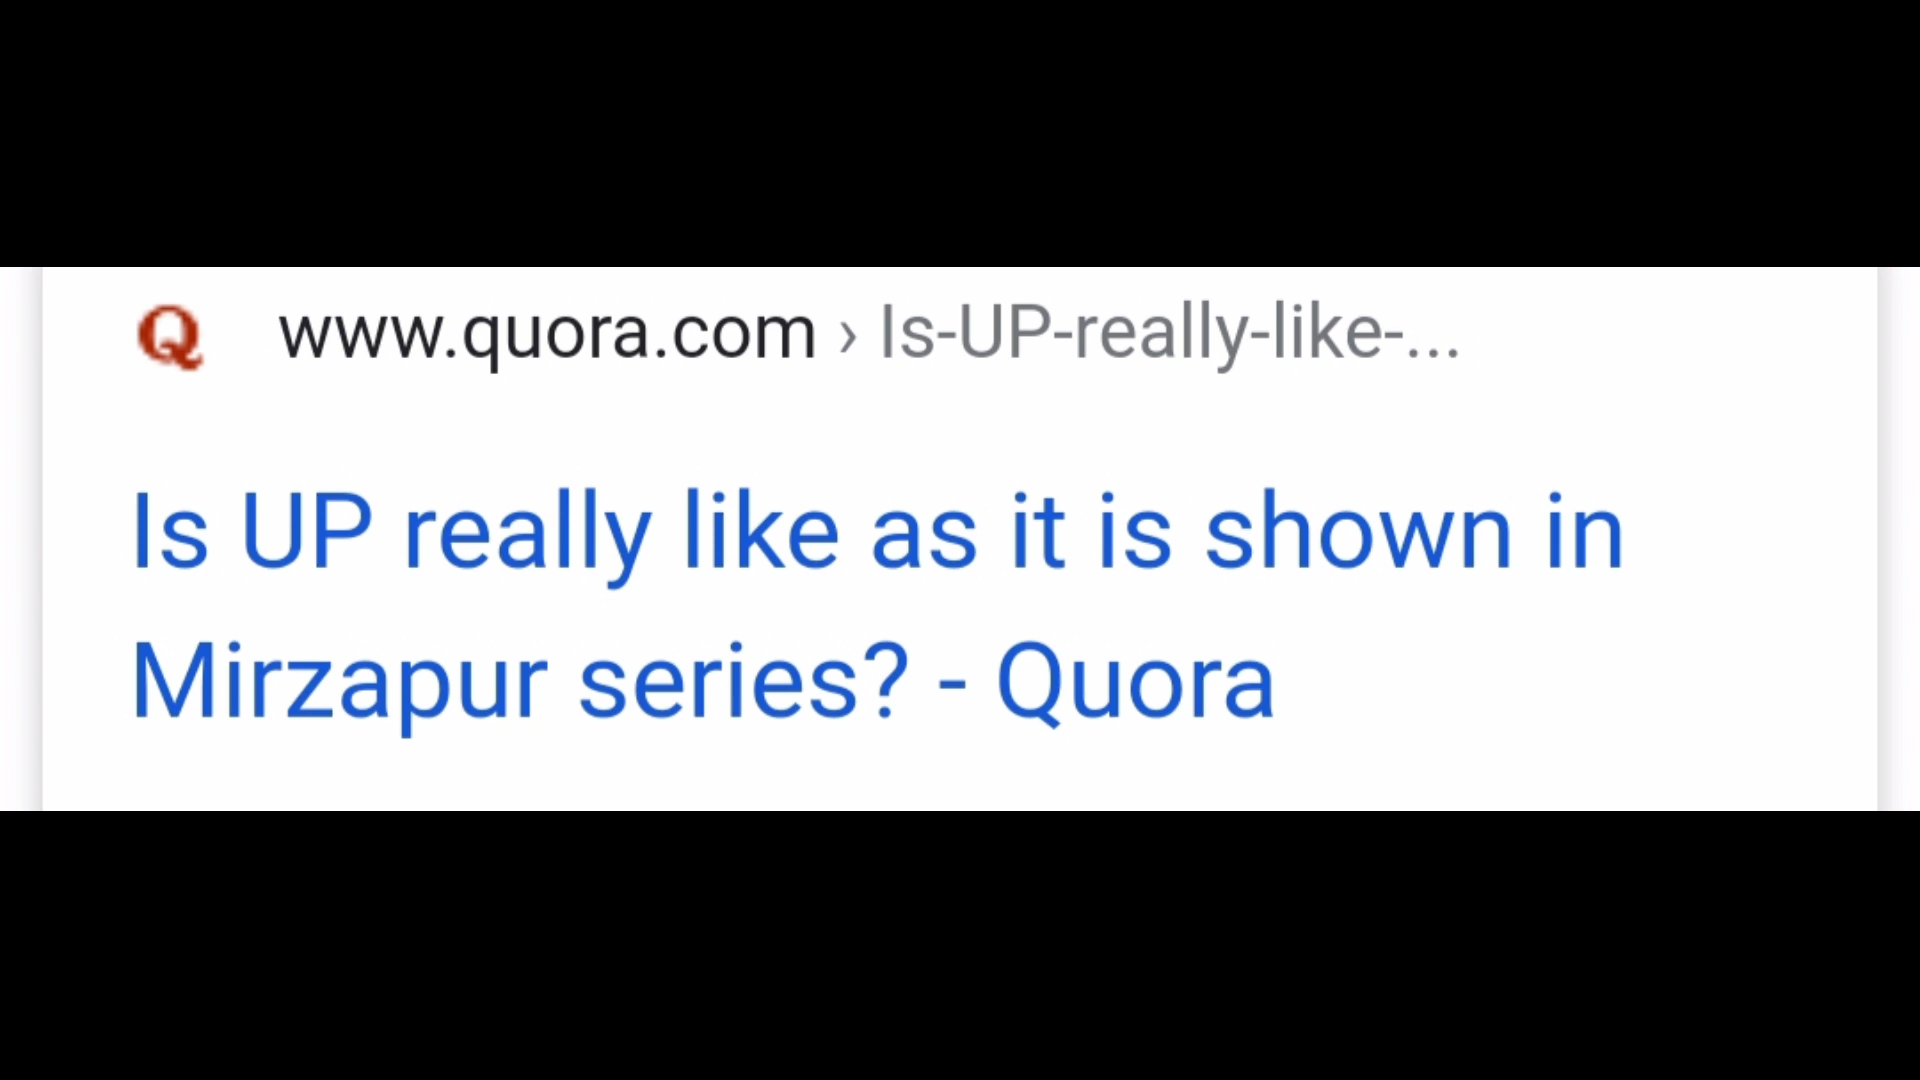 Q www.quora.com › Is-UP-really-like-...
Is UP really like as it is shown in
Mirzapur series? - Quora